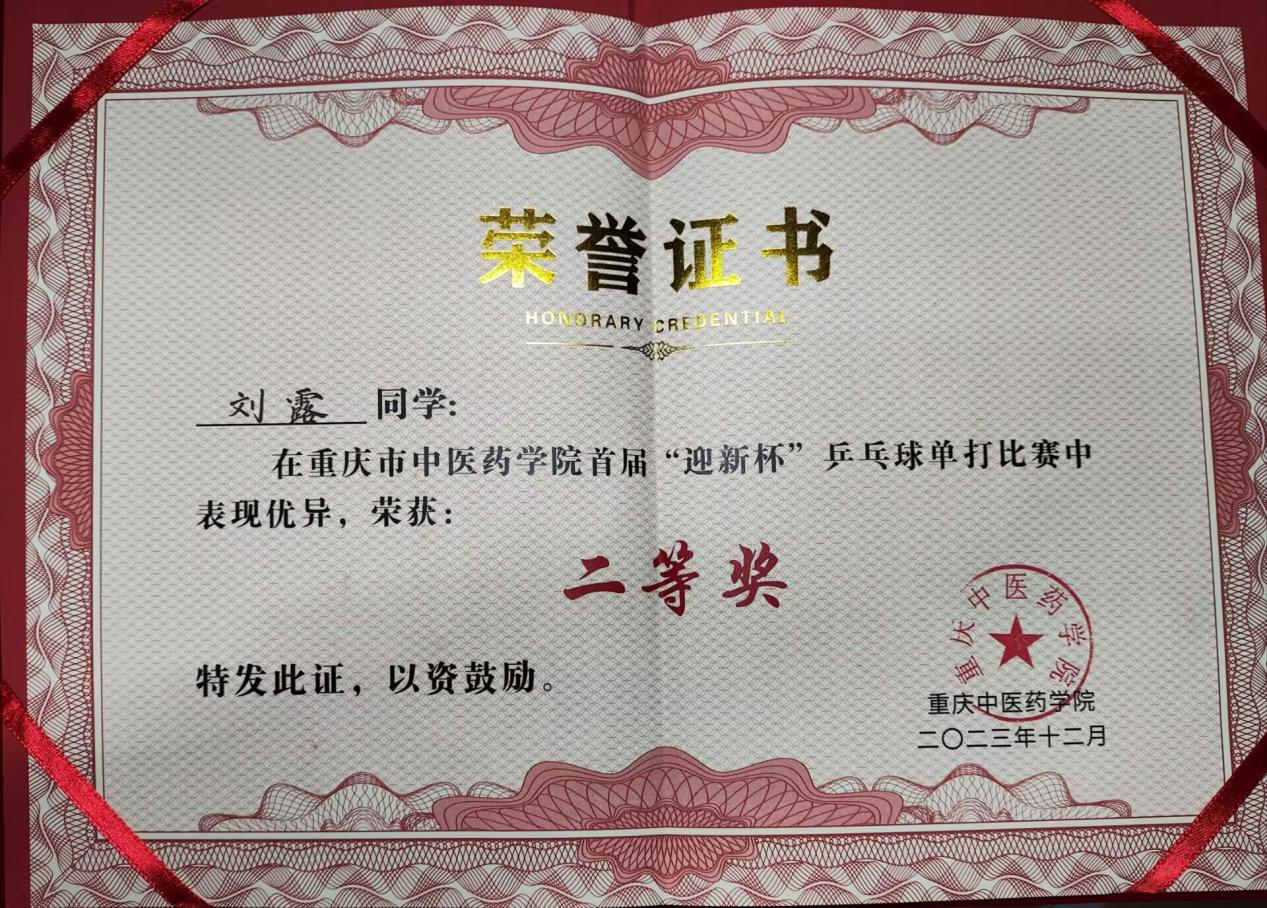 荣誉证书
HONORARY CREDENTIAL
刘露 同学:
在重庆市中医药学院首届“迎新杯”乒乓球单打比赛中
表现优异，荣获:
二等奖
特发此证，以资鼓励。
重庆中医药学院
重庆中医药学院
二〇二三年十二月